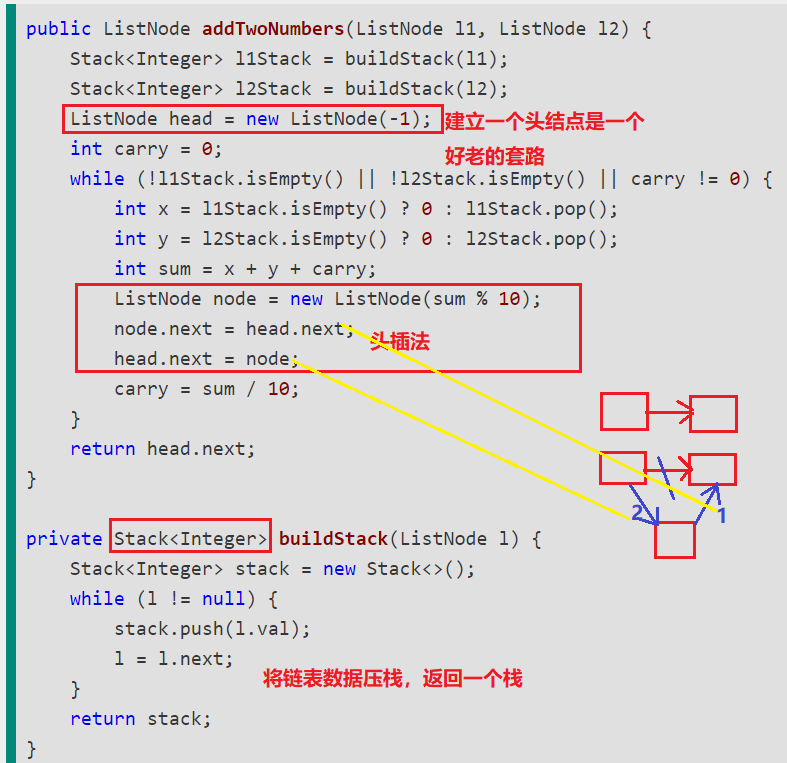 public ListNode addTwoNumbers(ListNode l1, ListNode l2) {
Stack<Integer> l1Stack = buildStack(l1);
Stack<Integer> l2Stack = buildStack(l2);
ListNode head = new ListNode(-1); 建立一个头结点是一个
int carry = 0; 好老的套路
while (!l1Stack.isEmpty() || !l2Stack.isEmpty() || carry != 0) {
int x = l1Stack.isEmpty() ? 0 : l1Stack.pop();
int y = l2Stack.isEmpty() ? 0 : l2Stack.pop();
int sum = x + y + carry;
ListNode node = new ListNode(sum % 10);
node.next = head.next; 头插法
head.next = node;
carry = sum / 10;
}
return head.next;
}
2 1
private Stack<Integer> buildStack(ListNode l) {
Stack<Integer> stack = new Stack<>();
while (l != null) {
stack.push(l.val);
l = l.next;
将链表数据压栈，返回一个栈
}
return stack;
}